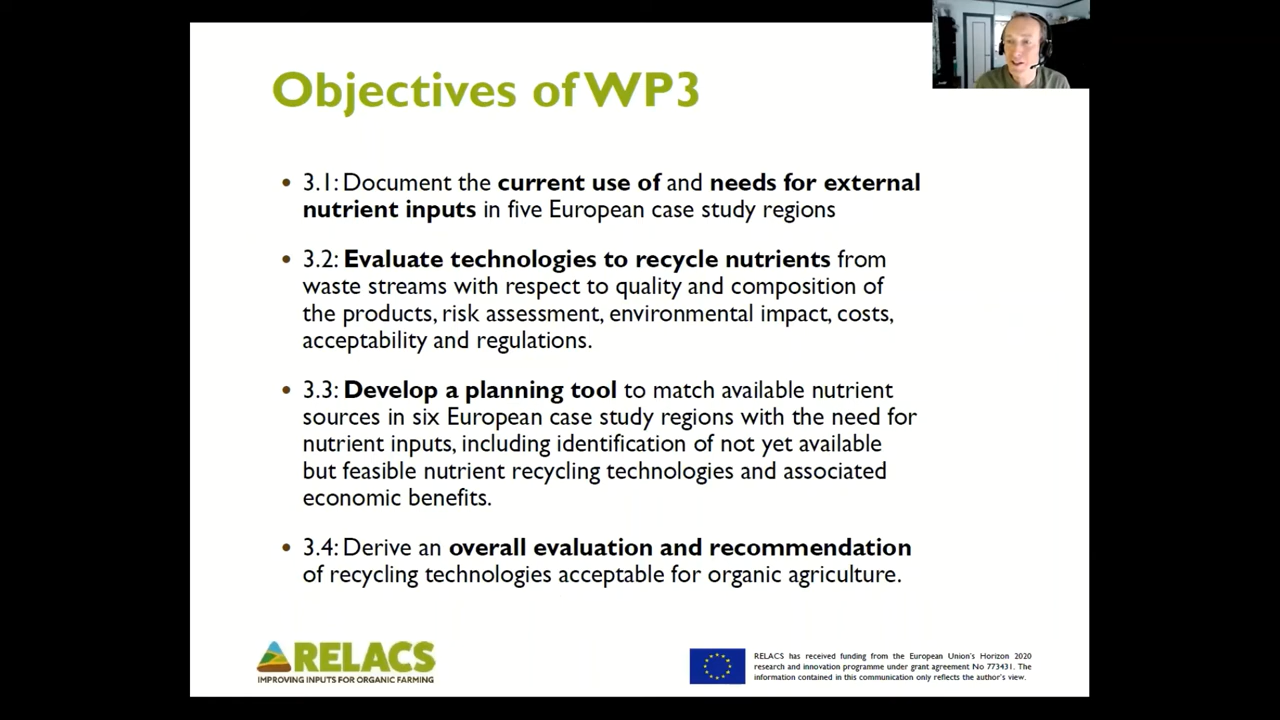 Objectives of WP3
• 3.1: Document the current use of and needs for external
nutrient inputs in five European case study regions
• 3.2: Evaluate technologies to recycle nutrients from
waste streams with respect to quality and composition of
the products, risk assessment, environmental impact, costs,
acceptability and regulations.
• 3.3: Develop a planning tool to match available nutrient
sources in six European case study regions with the need for
nutrient inputs, including identification of not yet available
but feasible nutrient recycling technologies and associated
economic benefits.
• 3.4: Derive an overall evaluation and recommendation
of recycling technologies acceptable for organic agriculture.
RELACS
IMPROVING INPUTS FOR ORGANIC FARMING
RELACS has received funding from the European Union's Horizon 2020
research and innovation programme under grant agreement No 773431. The
information contained in this communication only reflects the author's view.